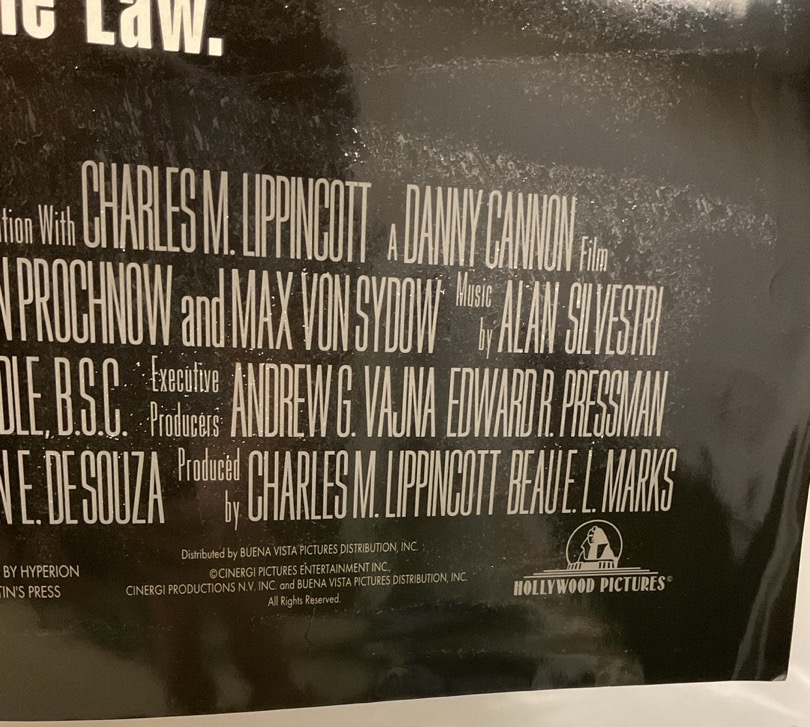 he Law.
tion With CHARLES M. LIPPINCOTT A DANNY CANNON Film
N PROCHNOW and MAX VON SYDOW Music by ALAN SILVESTRI
DLE, B.S.C. Executive Producers ANDREW G. VAJNA EDWARD R. PRESSMAN
N E. DE SOUZA Produced by CHARLES M. LIPPINCOTT BEAU E. L. MARKS
Distributed by BUENA VISTA PICTURES DISTRIBUTION, INC.
BY HYPERION
©CINERGI PICTURES ENTERTAINMENT INC.,
TIN'S PRESS
CINERGI PRODUCTIONS N.V. INC. and BUENA VISTA PICTURES DISTRIBUTION, INC.
All Rights Reserved.
HOLLYWOOD PICTURES©